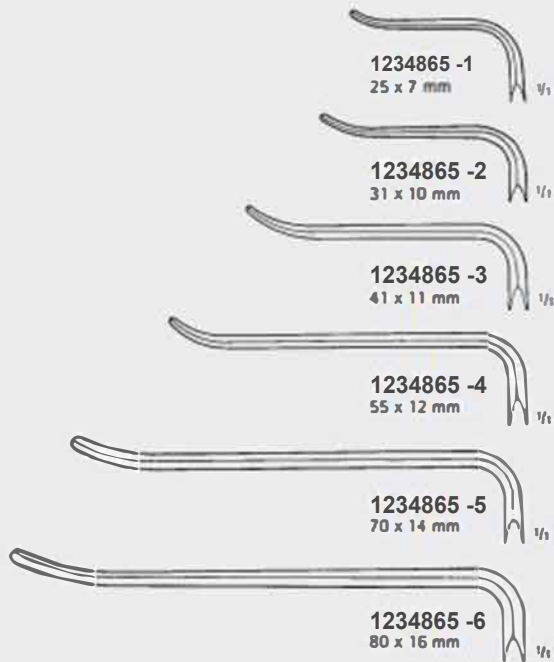 1234865 -1
25 x 7 mm
1/1
1234865 -2
31 x 10 mm
1/1
1234865 -3
41 x 11 mm
1/1
1234865 -4
55 x 12 mm
1/1
1234865 -5
70 x 14 mm
1/1
1234865 -6
80 x 16 mm
1/1